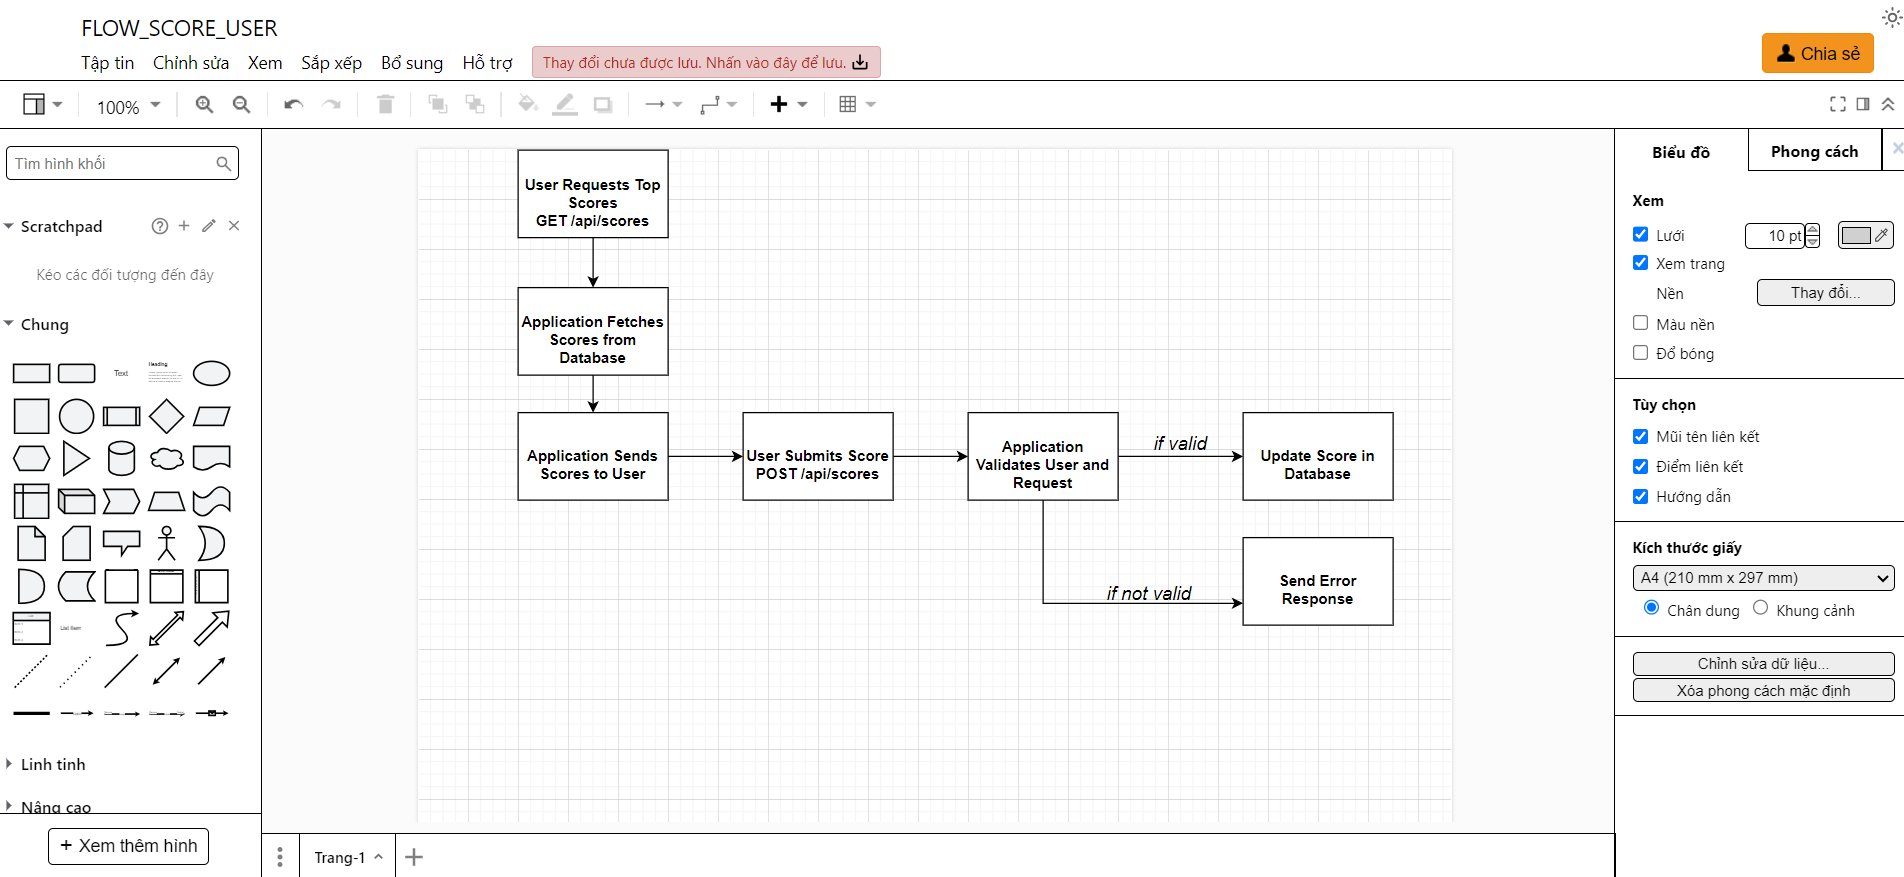 FLOW_SCORE_USER
Tập tin Chỉnh sửa Xem Sắp xếp Bổ sung Hỗ trợ
Thay đổi chưa được lưu. Nhấn vào đây để lưu.
Chia sẻ
100%
Tìm hình khối
Scratchpad
Kéo các đối tượng đến đây
Chung
Text
Heading
List Item
Linh tinh
Nâng cao
+ Xem thêm hình
User Requests Top
Scores
GET /api/scores
Application Fetches
Scores from
Database
Application Sends
Scores to User
User Submits Score
POST /api/scores
Application
Validates User and
Request
if valid
Update Score in
Database
if not valid
Send Error
Response
Trang-1
Biểu đồ
Phong cách
Xem
Lưới
10 pt
Xem trang
Nền
Thay đổi...
Màu nền
Đổ bóng
Tùy chọn
Mũi tên liên kết
Điểm liên kết
Hướng dẫn
Kích thước giấy
A4 (210 mm x 297 mm)
Chân dung Khung cảnh
Chỉnh sửa dữ liệu...
Xóa phong cách mặc định